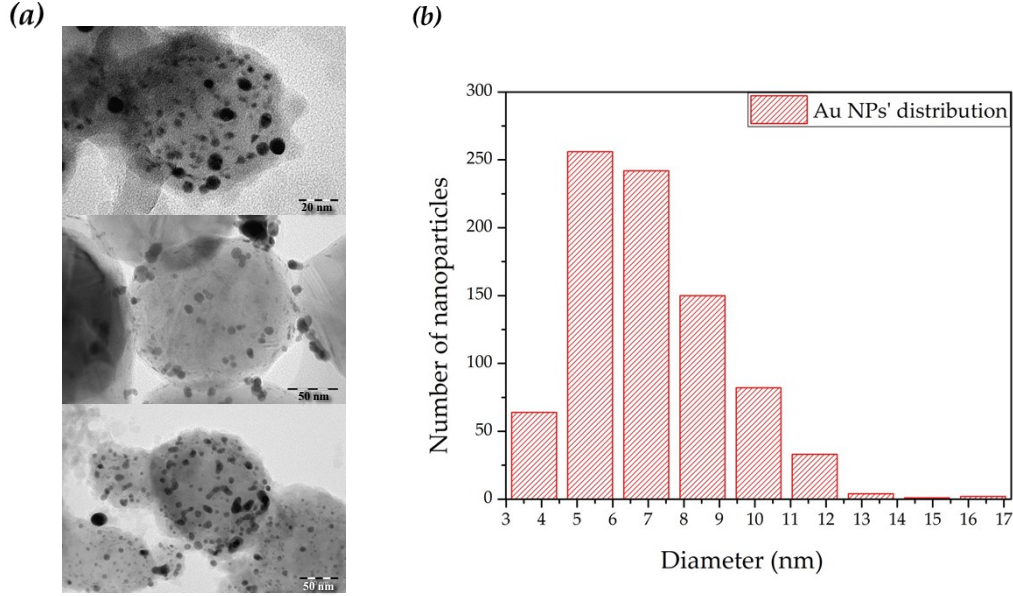 (a)
20 nm
50 nm
50 nm
(b)
Au NPs' distribution
Number of nanoparticles
300
250
200
150
100
50
0
3 4 5 6 7 8 9 10 11 12 13 14 15 16 17
Diameter (nm)